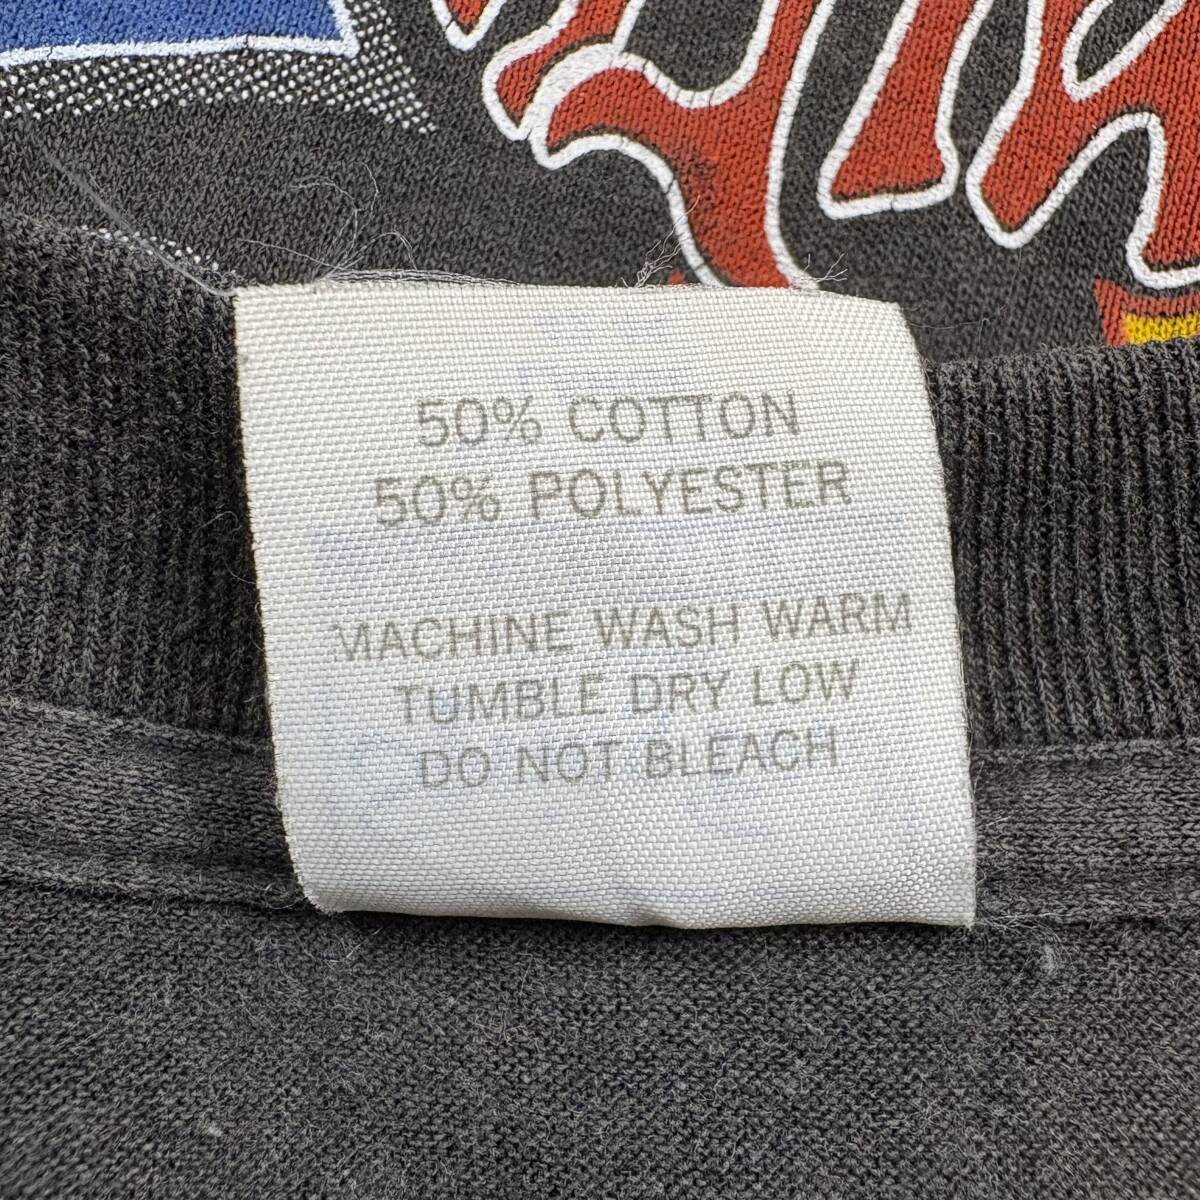 50% COTTON
50% POLYESTER
MACHINE WASH WARM
TUMBLE DRY LOW
DO NOT BLEACH